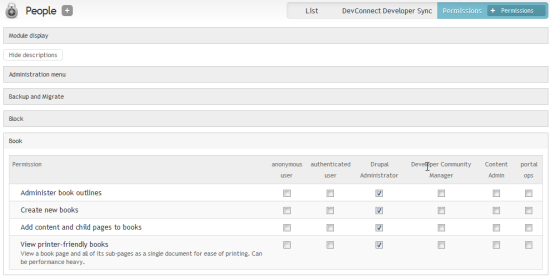 People +
List
DevConnect Developer Sync
Permissions
+ Permissions
Module display
Hide descriptions
Administration menu
Backup and Migrate
Block
Book
Permission
anonymous user
authenticated user
Drupal Administrator
Developer Community Manager
Content Admin
portal ops
Administer book outlines
Create new books
Add content and child pages to books
View printer-friendly books
View a book page and all of its sub-pages as a single document for ease of printing. Can
be performance heavy.